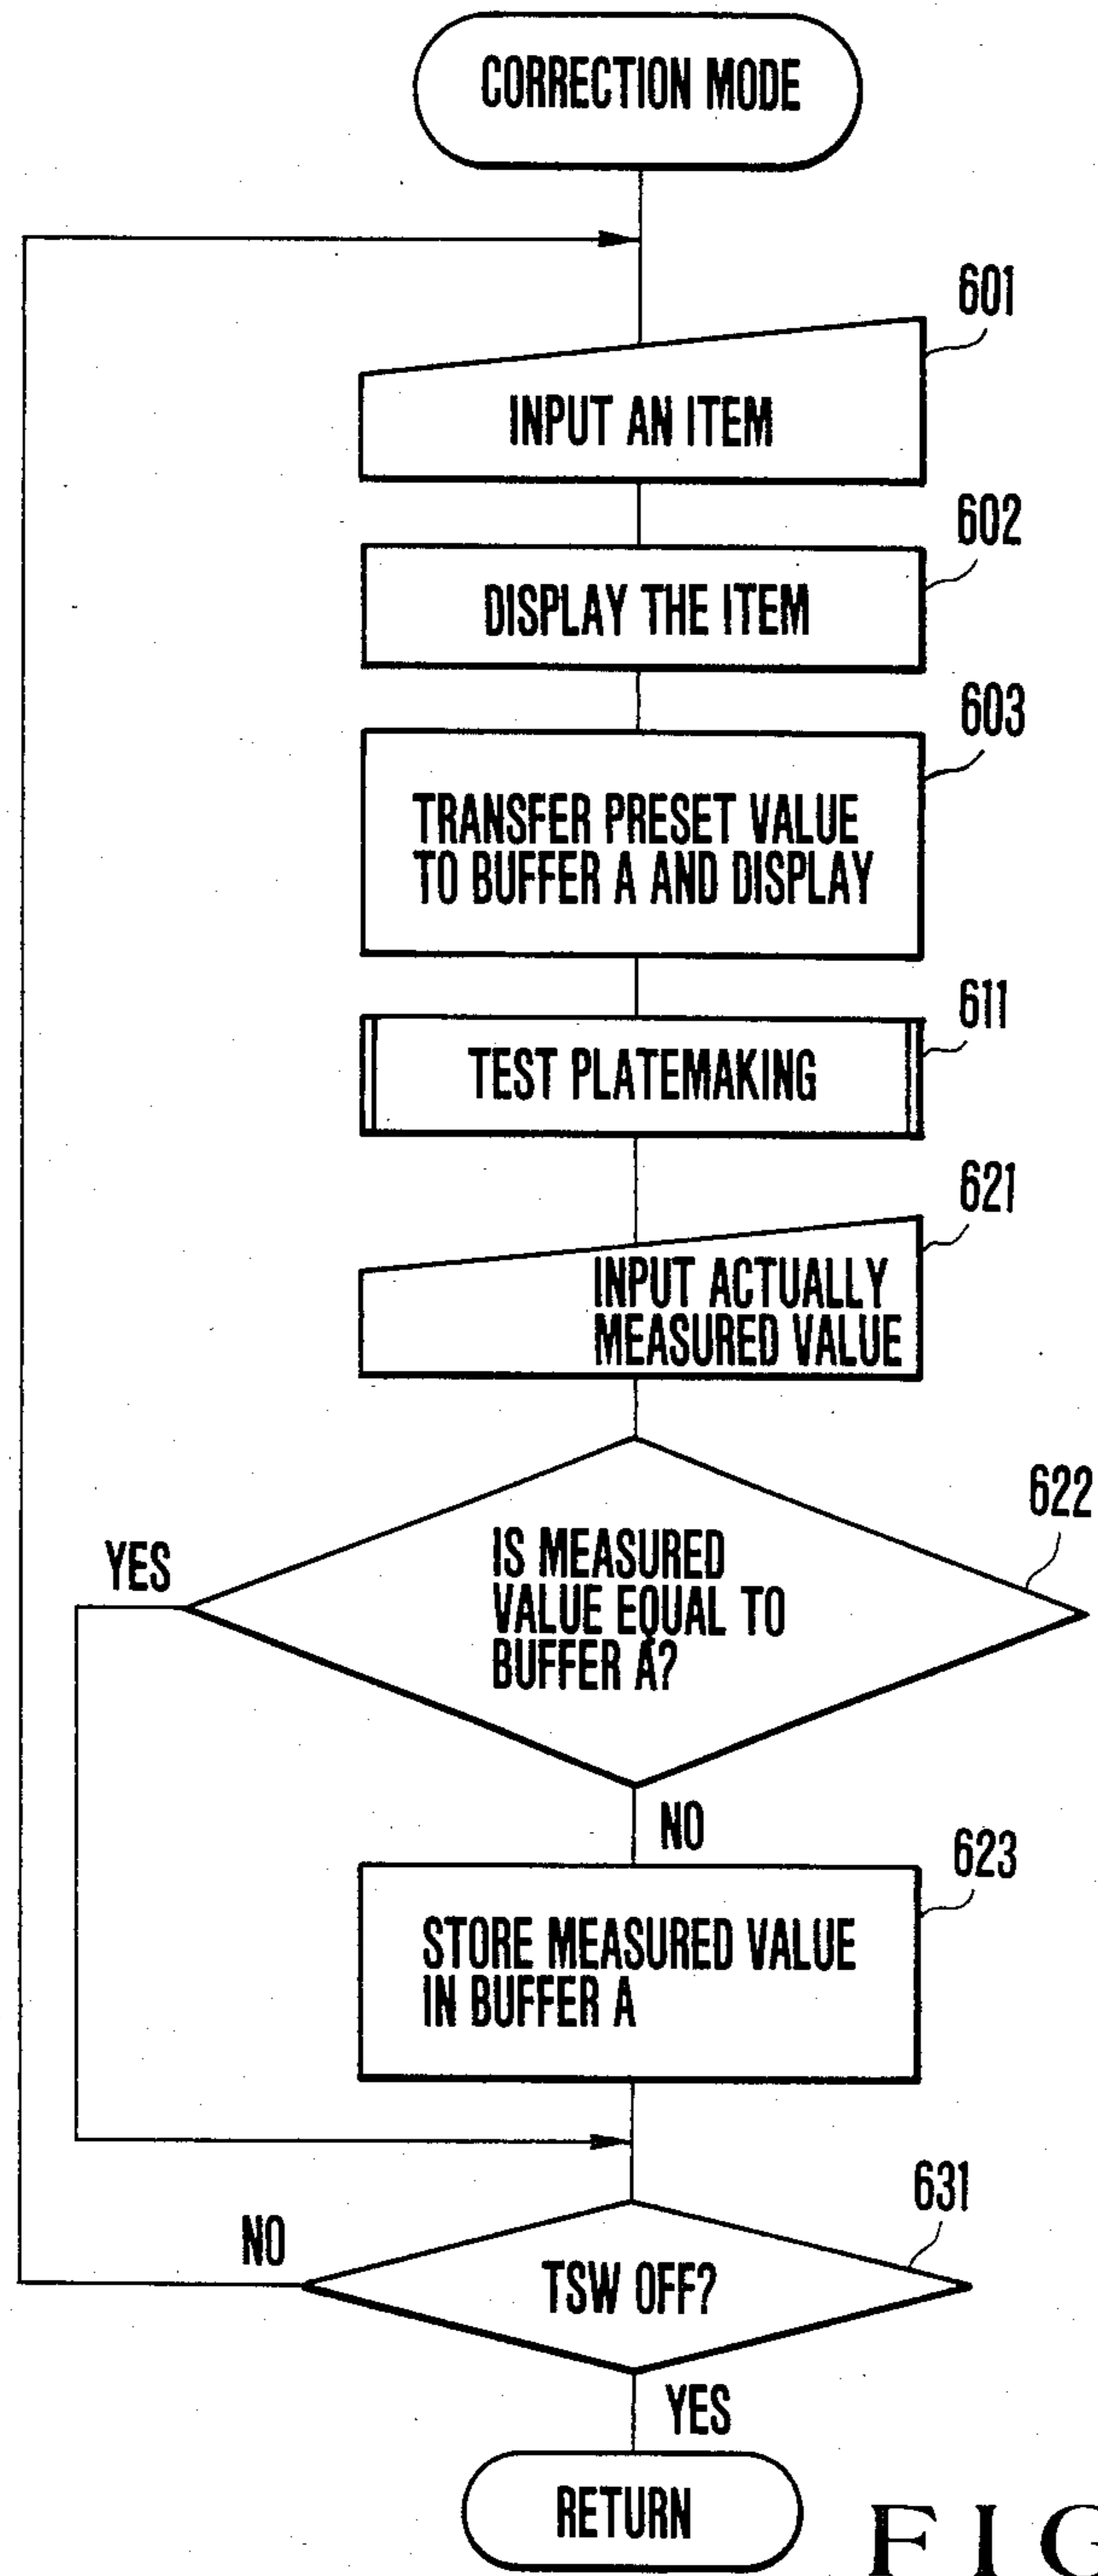 CORRECTION MODE
601
INPUT AN ITEM
602
DISPLAY THE ITEM
603
TRANSFER PRESET VALUE
TO BUFFER A AND DISPLAY
611
TEST PLATEMAKING
621
INPUT ACTUALLY
MEASURED VALUE
622
YES
IS MEASURED
VALUE EQUAL TO
BUFFER A?
NO
623
STORE MEASURED VALUE
IN BUFFER A
631
NO
TSW OFF?
YES
RETURN
FIG